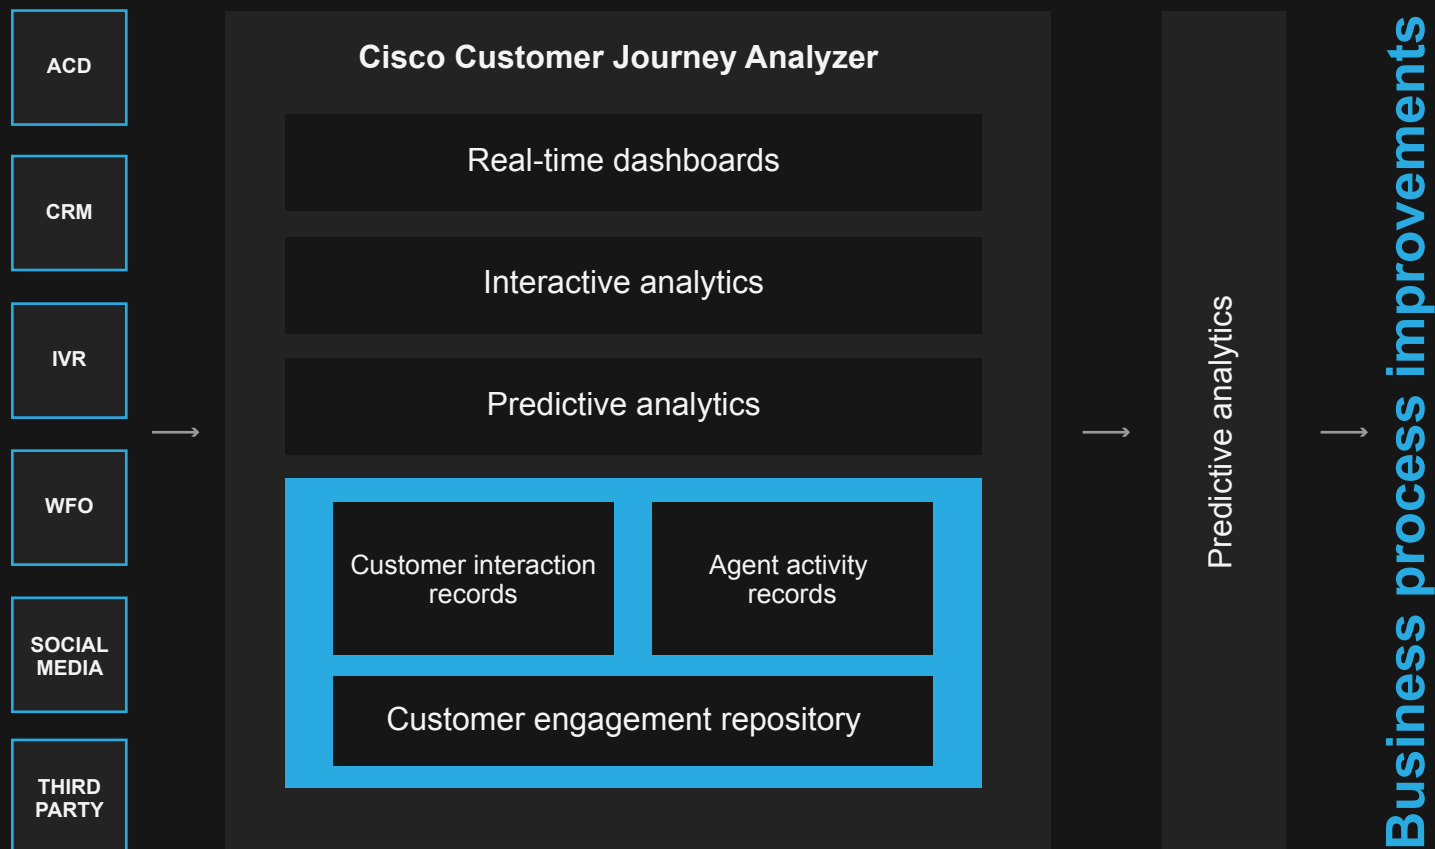 ACD
CRM
IVR
WFO
SOCIAL
MEDIA
THIRD
PARTY
Cisco Customer Journey Analyzer
Real-time dashboards
Interactive analytics
Predictive analytics
Customer interaction
records
Agent activity
records
Customer engagement repository
Predictive analytics
Business process improvements